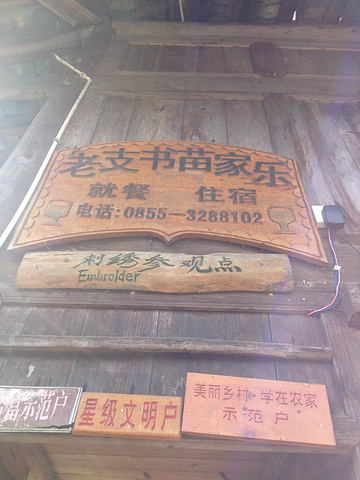 老支书苗家乐
就餐 住宿
电话:0855—3288102
刺绣参观点
Embrolder
示范户
星级文明户
美丽乡村·学在农家
示范户